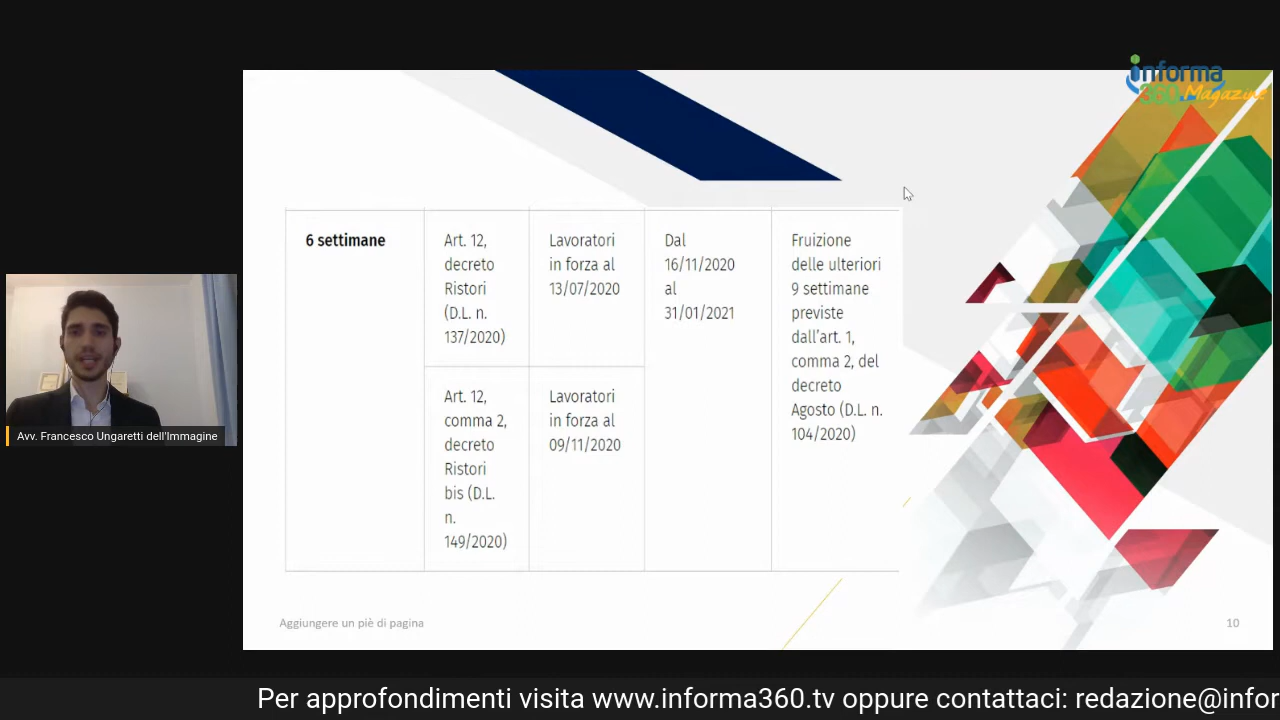 informa
360 Magazine
6 settimane
Art. 12,
decreto
Ristori
(D.L. n.
137/2020)
Lavoratori
in forza al
13/07/2020
Dal
16/11/2020
al
31/01/2021
Fruizione
delle ulteriori
9 settimane
previste
dall'art. 1,
comma 2, del
decreto
Agosto (D.L. n.
104/2020)
Art. 12,
comma 2,
decreto
Ristori
bis (D.L.
n.
149/2020)
Lavoratori
in forza al
09/11/2020
Avv. Francesco Ungaretti dell'Immagine
Aggiungere un piè di pagina
10
Per approfondimenti visita www.informa360.tv oppure contattaci: redazione@infor